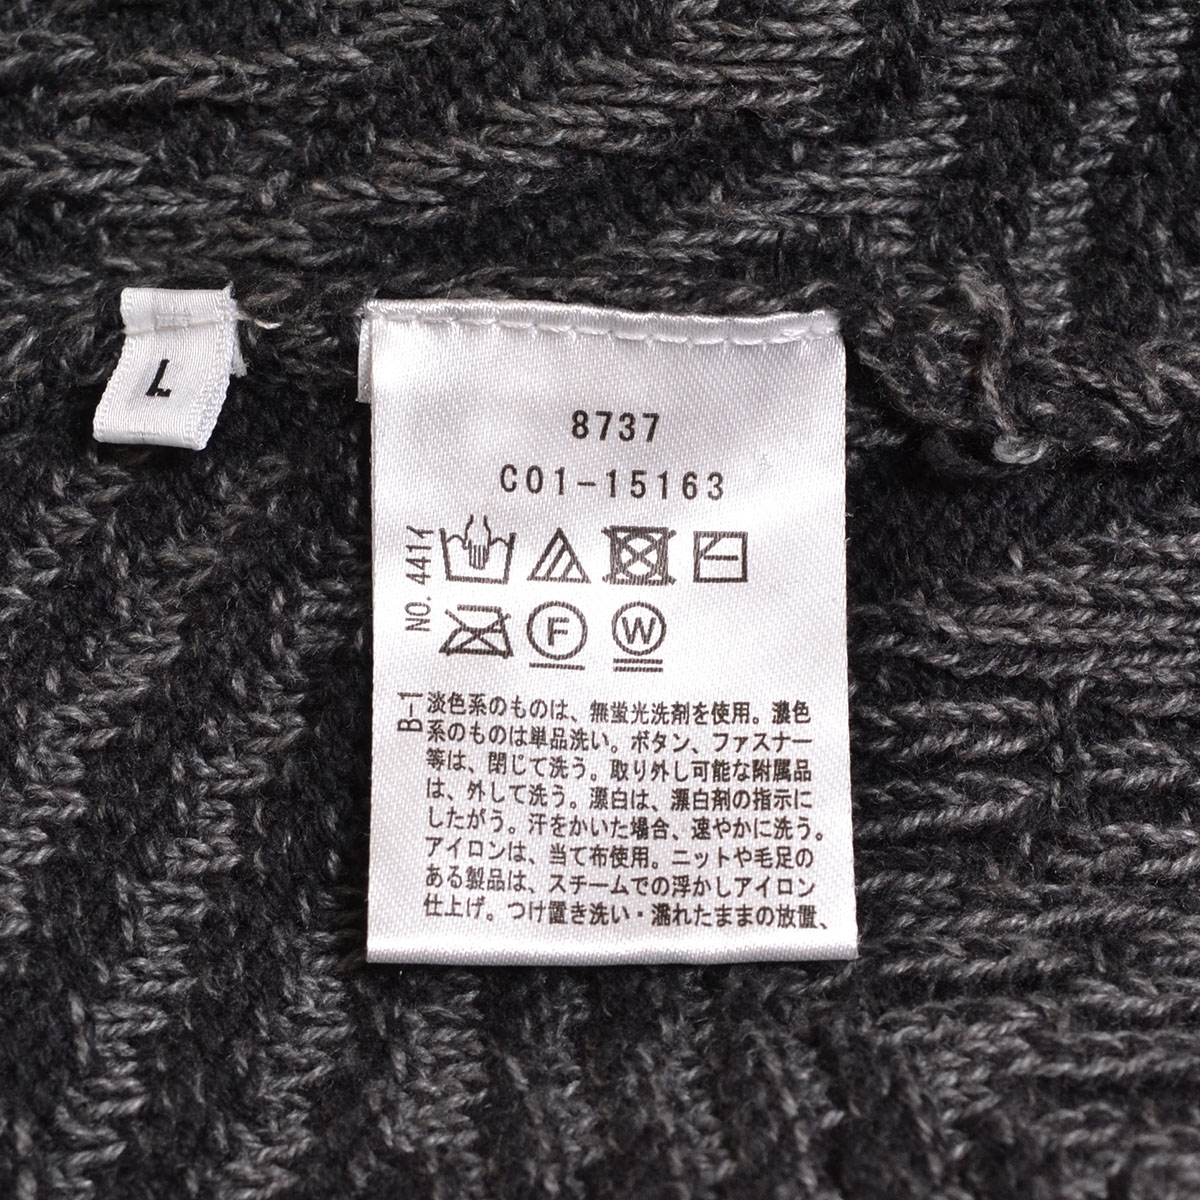 L
8737
C01-15163
NO. 441イ
F
W
B-1
淡色系のものは、無蛍光洗剤を使用。濃色
系のものは単品洗い。ボタン、ファスナー
等は、閉じて洗う。取り外し可能な附属品
は、外して洗う。漂白は、漂白剤の指示に
したがう。汗をかいた場合、速やかに洗う。
アイロンは、当て布使用。ニットや毛足の
ある製品は、スチームでの浮かしアイロン
仕上げ。つけ置き洗い・濡れたままの放置、